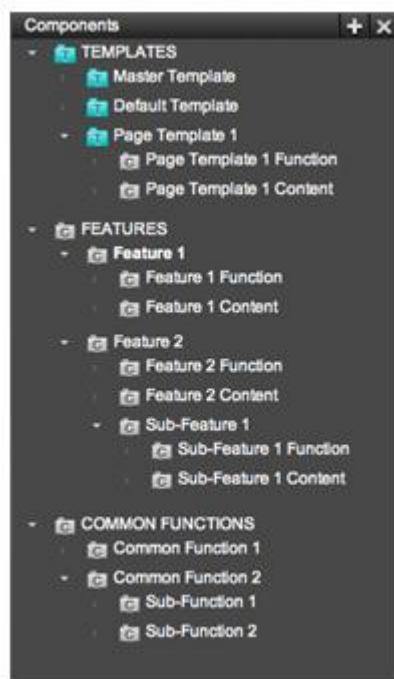 Components
TEMPLATES
Master Template
Default Template
Page Template 1
Page Template 1 Function
Page Template 1 Content
FEATURES
Feature 1
Feature 1 Function
Feature 1 Content
Feature 2
Feature 2 Function
Feature 2 Content
Sub-Feature 1
Sub-Feature 1 Function
Sub-Feature 1 Content
COMMON FUNCTIONS
Common Function 1
Common Function 2
Sub-Function 1
Sub-Function 2